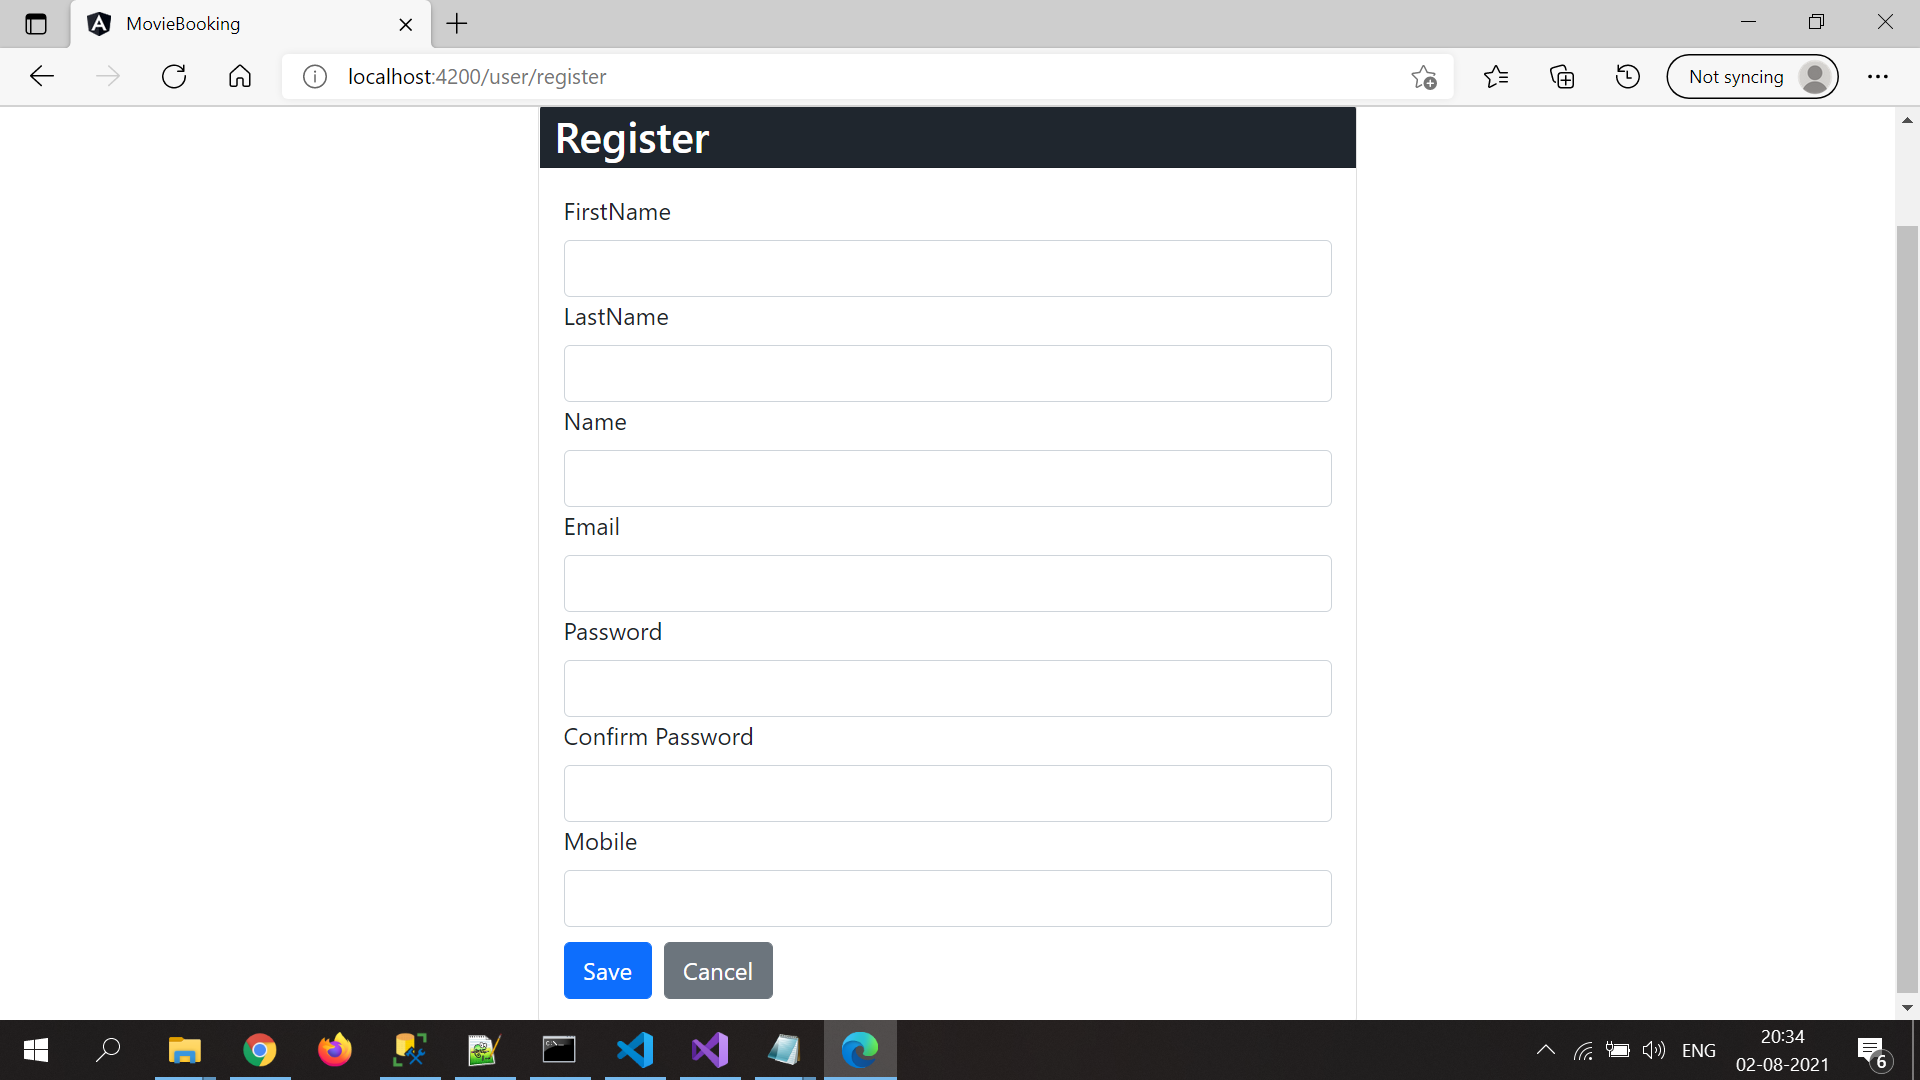 MovieBooking
localhost:4200/user/register
Not syncing
Register
FirstName
LastName
Name
Email
Password
Confirm Password
Mobile
Save Cancel
ENG
20:34
02-08-2021
6